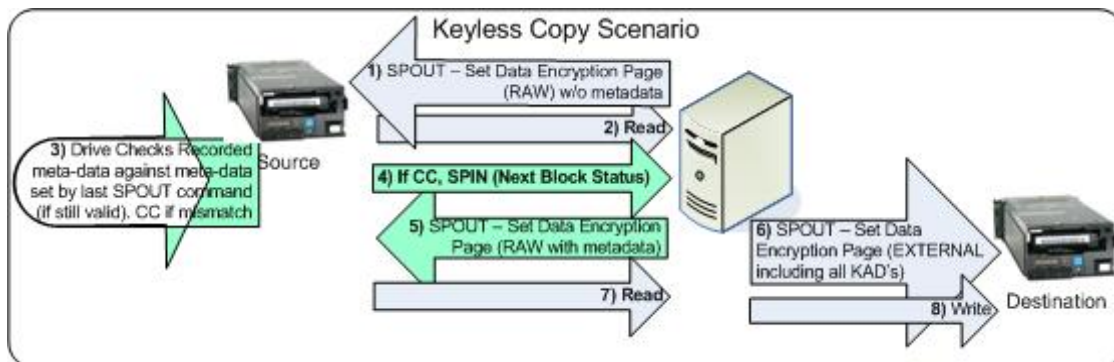 Keyless Copy Scenario
1) SPOUT – Set Data Encryption Page
(RAW) w/o metadata
2) Read
Source
3) Drive Checks Recorded
meta-data against meta-data
set by last SPOUT command
(if still valid). CC if mismatch
4) If CC, SPIN (Next Block Status)
5) SPOUT – Set Data Encryption
Page (RAW with metadata)
6) SPOUT – Set Data
Encryption Page (EXTERNAL
including all KAD's)
7) Read
8) Write
Destination